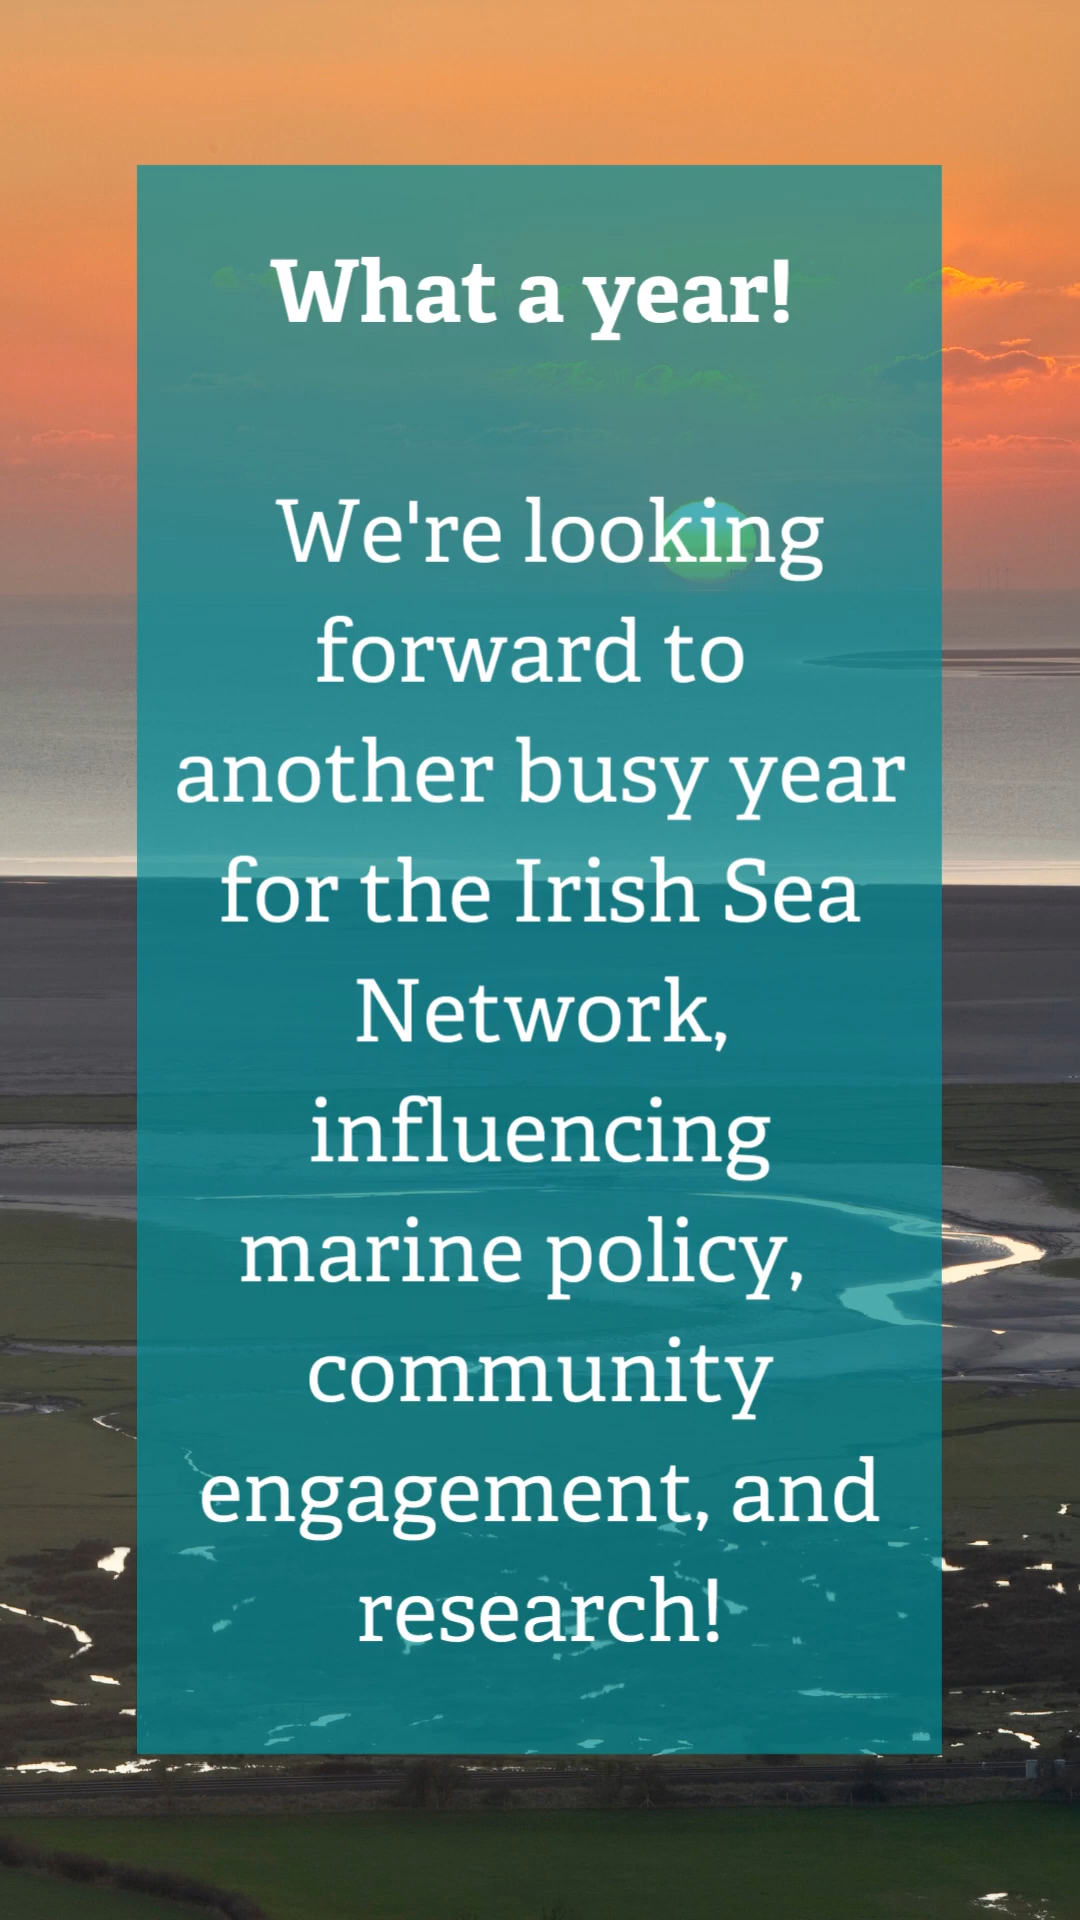 What a year!
We're looking
forward to
another busy year
for the Irish Sea
Network,
influencing
marine policy,
community
engagement, and
research!